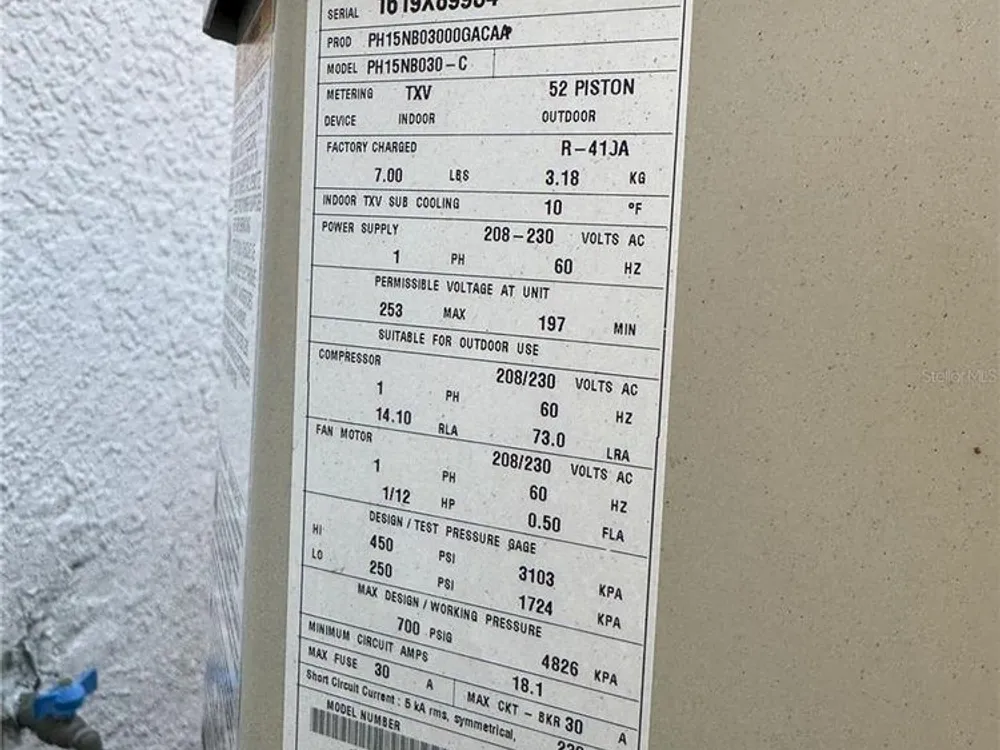 SERIAL
PROD PH15NB03000GACAA
MODEL PH15NB030-C
METERING TXV 52 PISTON
DEVICE INDOOR OUTDOOR
FACTORY CHARGED R-410A
7.00 LBS 3.18 KG
INDOOR TXV SUB COOLING 10 °F
POWER SUPPLY 208-230 VOLTS AC
1 PH 60 HZ
PERMISSIBLE VOLTAGE AT UNIT
253 MAX 197 MIN
SUITABLE FOR OUTDOOR USE
COMPRESSOR 208/230 VOLTS AC
1 PH 60 HZ
14.10 RLA 73.0 LRA
FAN MOTOR 208/230 VOLTS AC
1 PH 60 HZ
1/12 HP 0.50 FLA
DESIGN / TEST PRESSURE GAGE
HI 450 PSI 3103 KPA
LO 250 PSI 1724 KPA
MAX DESIGN / WORKING PRESSURE
700 PSIG 4826 KPA
MINIMUM CIRCUIT AMPS 18.1
MAX FUSE 30 A MAX CKT - BKR 30 A
Short Circuit Current : 5 kA rms, symmetrical,
MODEL NUMBER
Stellar MLS